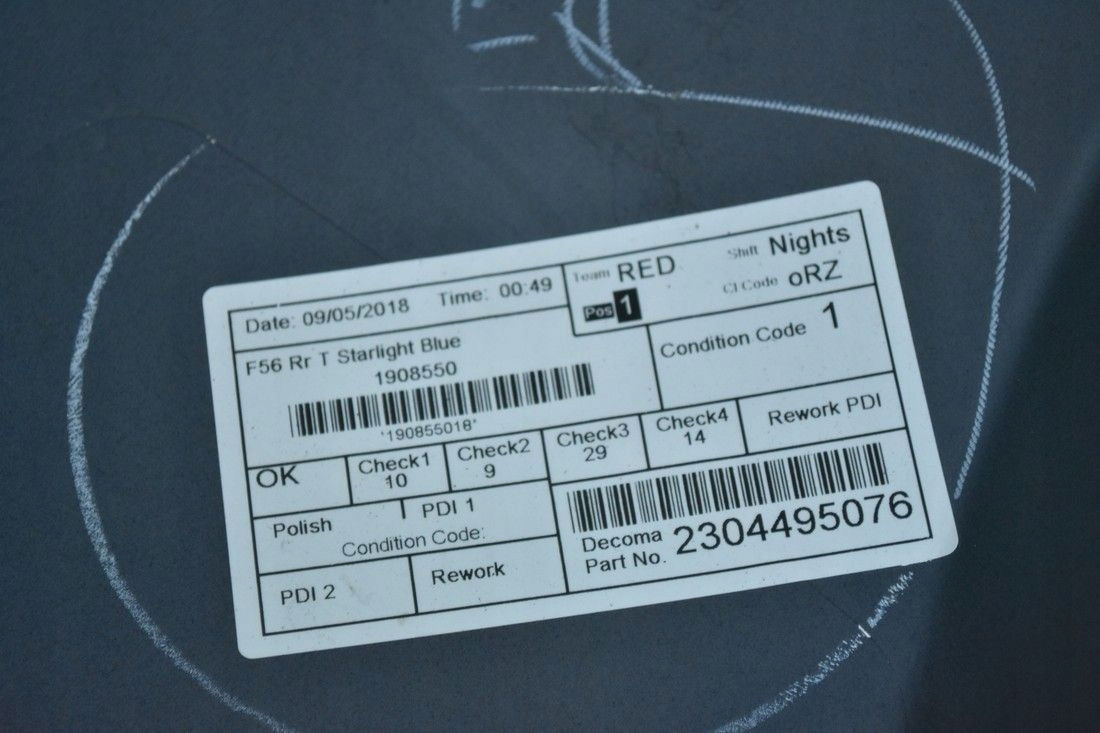 Date: 09/05/2018 Time: 00:49
Team RED Shift Nights
Pos 1 CI Code oRZ
F56 Rr T Starlight Blue
1908550
'190855018'
Condition Code 1
OK Check1 10 Check2 9 Check3 29 Check4 14 Rework PDI
Polish PDI 1
Condition Code:
PDI 2 Rework
Decoma
Part No. 2304495076